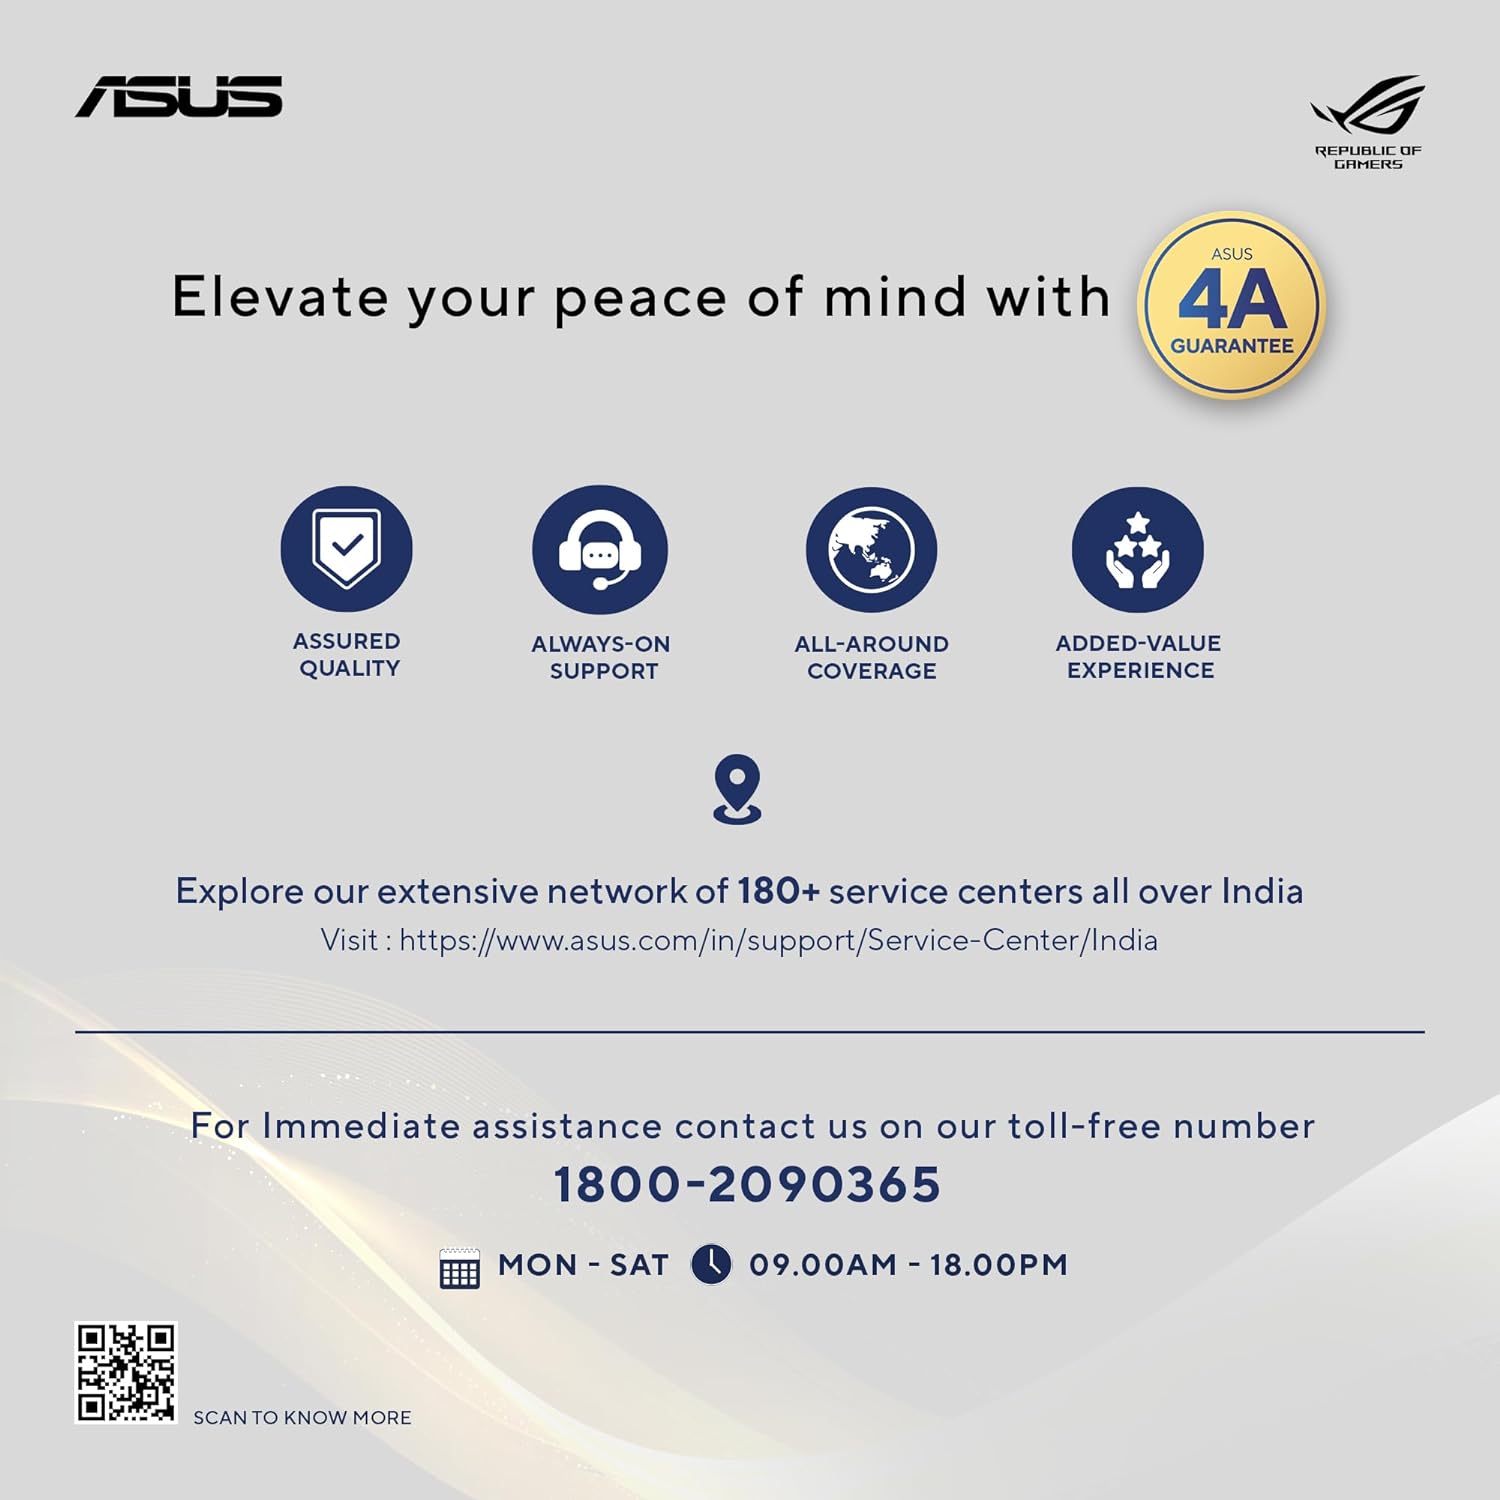 ASUS
REPUBLIC OF
GAMERS
Elevate your peace of mind with
ASUS
4A
GUARANTEE
ASSURED
QUALITY
ALWAYS-ON
SUPPORT
ALL-AROUND
COVERAGE
ADDED-VALUE
EXPERIENCE
Explore our extensive network of 180+ service centers all over India
Visit : https://www.asus.com/in/support/Service-Center/India
For Immediate assistance contact us on our toll-free number
1800-2090365
MON - SAT 09.00AM - 18.00PM
SCAN TO KNOW MORE